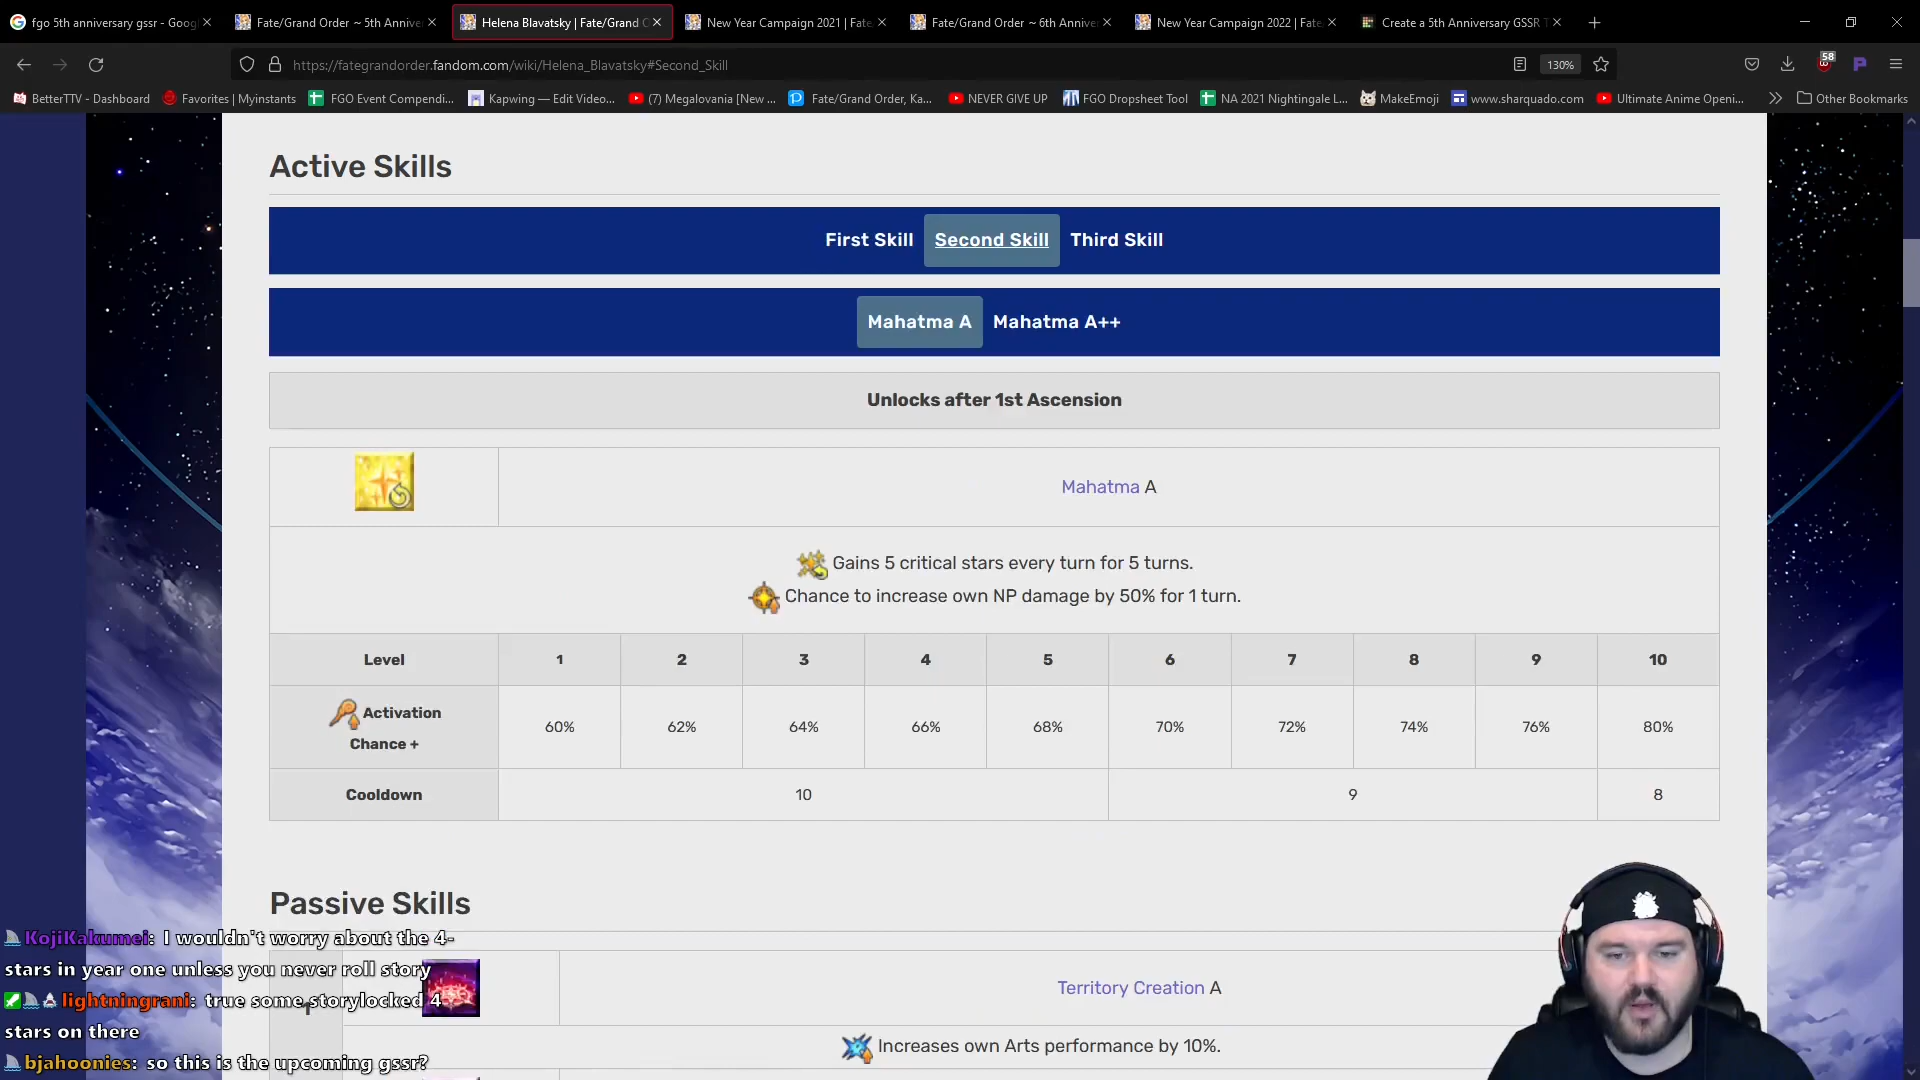 fgo 5th anniversary gssr - Goog
Fate/Grand Order ~ 5th Annive
Helena Blavatsky | Fate/Grand O
New Year Campaign 2021 | Fate
Fate/Grand Order ~ 6th Annive
New Year Campaign 2022 | Fate
Create a 5th Anniversary GSSR T
https://fategrandorder.fandom.com/wiki/Helena_Blavatsky#Second_Skill
130%
58
BetterTTV - Dashboard
Favorites | Myinstants
FGO Event Compendi...
Kapwing — Edit Video...
(7) Megalovania [New ...
Fate/Grand Order, Ka...
NEVER GIVE UP
FGO Dropsheet Tool
NA 2021 Nightingale L...
MakeEmoji
www.sharquado.com
Ultimate Anime Openi...
Other Bookmarks
Active Skills
First Skill Second Skill Third Skill
Mahatma A Mahatma A++
Unlocks after 1st Ascension
Mahatma A
Gains 5 critical stars every turn for 5 turns.
Chance to increase own NP damage by 50% for 1 turn.
Level 1 2 3 4 5 6 7 8 9 10
Activation
Chance +
60% 62% 64% 66% 68% 70% 72% 74% 76% 80%
Cooldown 10 9 8
Passive Skills
Territory Creation A
Increases own Arts performance by 10%.
KojiKakumei: I wouldn't worry about the 4-
stars in year one unless you never roll story
lightningrani: true some storylocked 4
stars on there
bjahoonies: so this is the upcoming gssr?